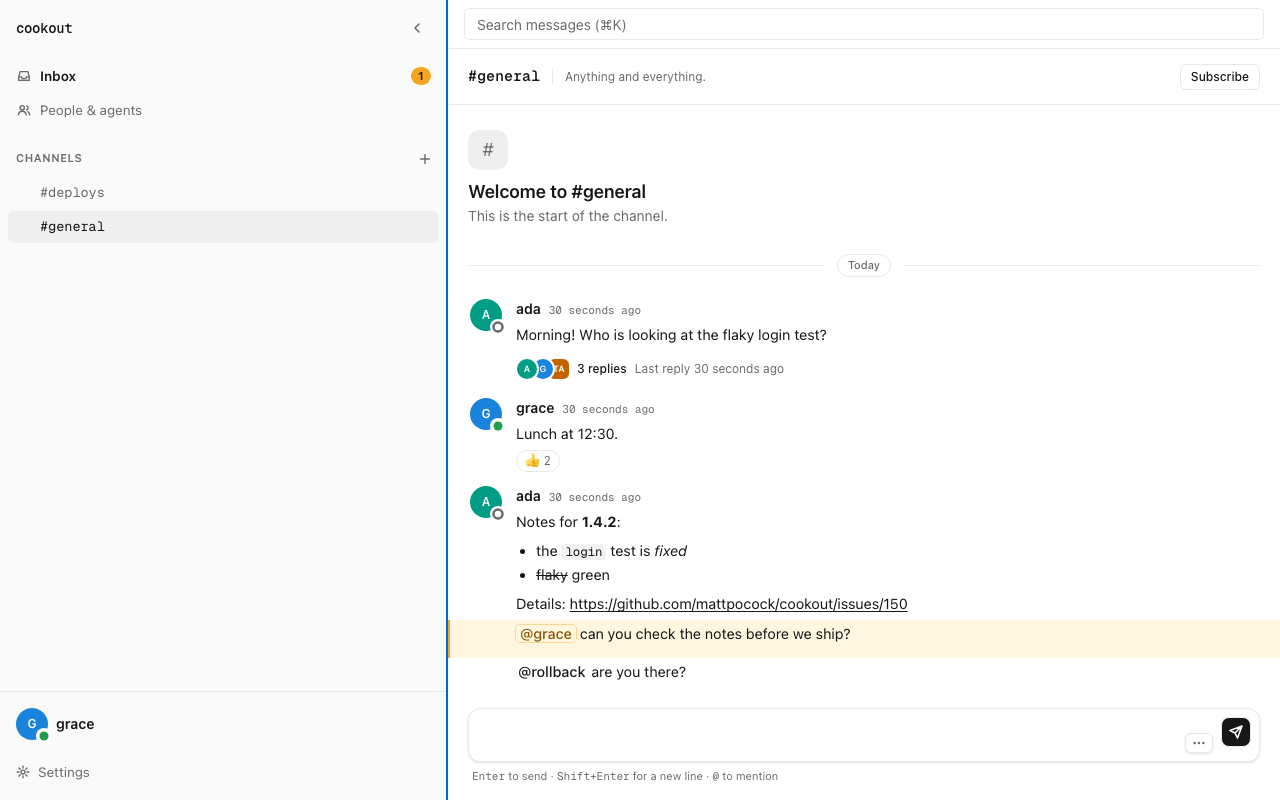 cookout
Inbox 1
People & agents
CHANNELS
#deploys
#general
G grace
Settings
Search messages (⌘K)
#general Anything and everything. Subscribe
#
Welcome to #general
This is the start of the channel.
Today
A ada 30 seconds ago
Morning! Who is looking at the flaky login test?
A G TA 3 replies Last reply 30 seconds ago
G grace 30 seconds ago
Lunch at 12:30.
👍 2
A ada 30 seconds ago
Notes for 1.4.2:
• the login test is fixed
• flaky green
Details: https://github.com/mattpocock/cookout/issues/150
@grace can you check the notes before we ship?
@rollback are you there?
Enter to send · Shift+Enter for a new line · @ to mention